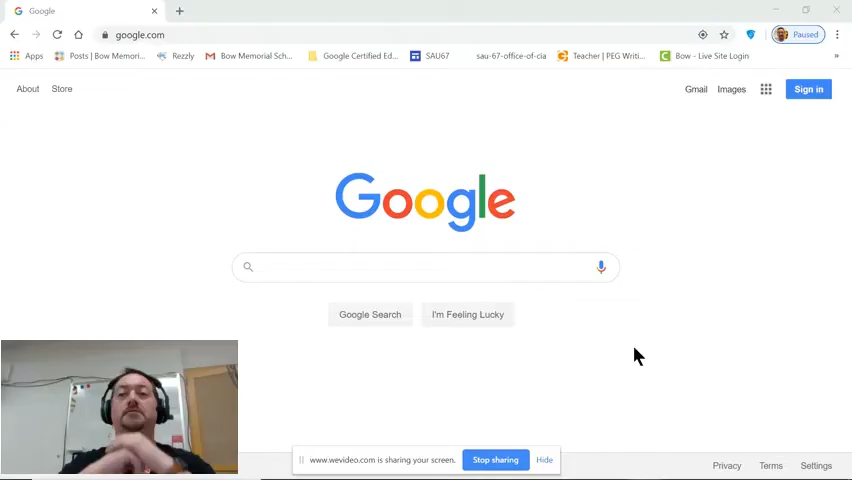 Google
google.com
Paused
Apps
Posts | Bow Memori...
Rezzly
Bow Memorial Sch...
Google Certified Ed...
SAU67
sau-67-office-of-cia
Teacher | PEG Writi...
Bow - Live Site Login
»
About
Store
Gmail
Images
Sign in
Google
Google Search
I'm Feeling Lucky
www.wevideo.com is sharing your screen.
Stop sharing
Hide
Privacy
Terms
Settings